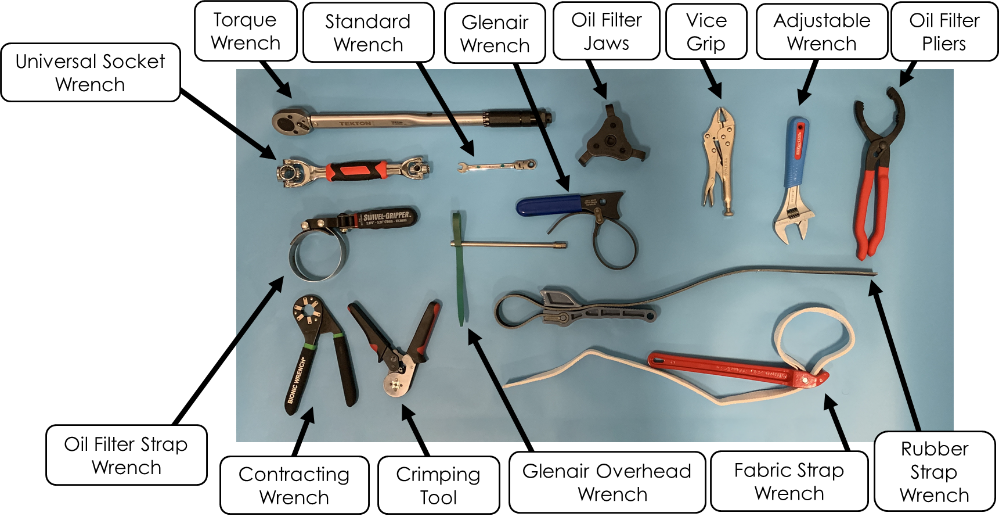 Torque
Wrench
Standard
Wrench
Glenair
Wrench
Oil Filter
Jaws
Vice
Grip
Adjustable
Wrench
Oil Filter
Pliers
Universal Socket
Wrench
TEKTON
SWIVEL-GRIPPER
BIONIC WRENCH®
Oil Filter Strap
Wrench
Contracting
Wrench
Crimping
Tool
Glenair Overhead
Wrench
Fabric Strap
Wrench
Rubber
Strap
Wrench